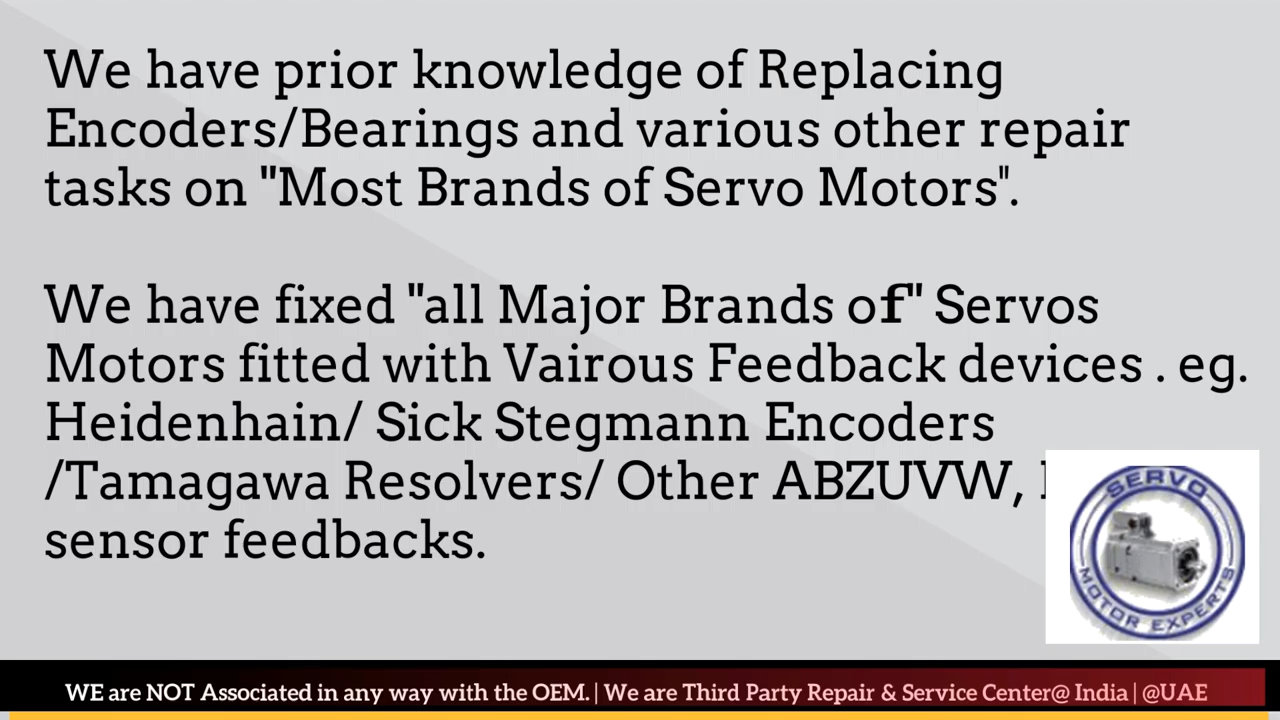 We have prior knowledge of Replacing
Encoders/Bearings and various other repair
tasks on "Most Brands of Servo Motors".
We have fixed "all Major Brands of" Servos
Motors fitted with Vairous Feedback devices . eg.
Heidenhain/ Sick Stegmann Encoders
/Tamagawa Resolvers/ Other ABZUVW,
sensor feedbacks.
SERVO
MOTOR EXPERTS
WE are NOT Associated in any way with the OEM. | We are Third Party Repair & Service Center@ India | @UAE